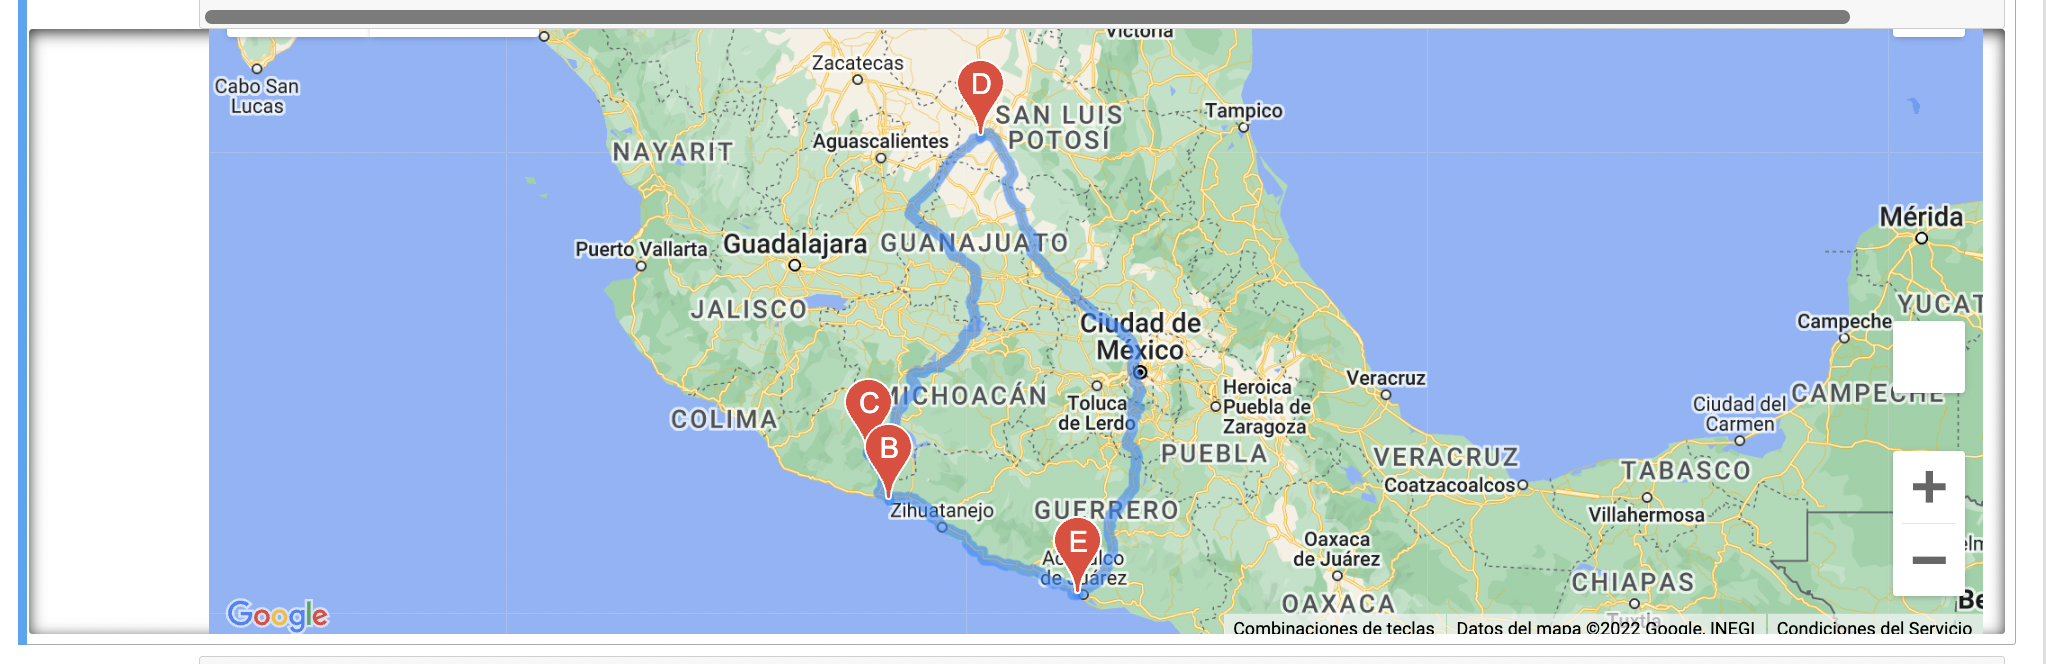 Victoria
Zacatecas
Cabo San
Lucas
D
SAN LUIS
POTOSÍ
Tampico
Aguascalientes
NAYARIT
Mérida
Puerto Vallarta
Guadalajara
GUANAJUATO
JALISCO
YUCAT
Ciudad de
México
Campeche
C
MICHOACÁN
COLIMA
Toluca
de Lerdo
Heroica
Puebla de
Zaragoza
Veracruz
CAMPECHE
Ciudad del
Carmen
B
PUEBLA
VERACRUZ
TABASCO
Coatzacoalcos
Zihuatanejo
GUERRERO
Villahermosa
E
Oaxaca
de Juárez
elm
de Juárez
CHIAPAS
OAXACA
Be
Google
Tuxtla
Combinaciones de teclas
Datos del mapa ©2022 Google, INEGI
Condiciones del Servicio